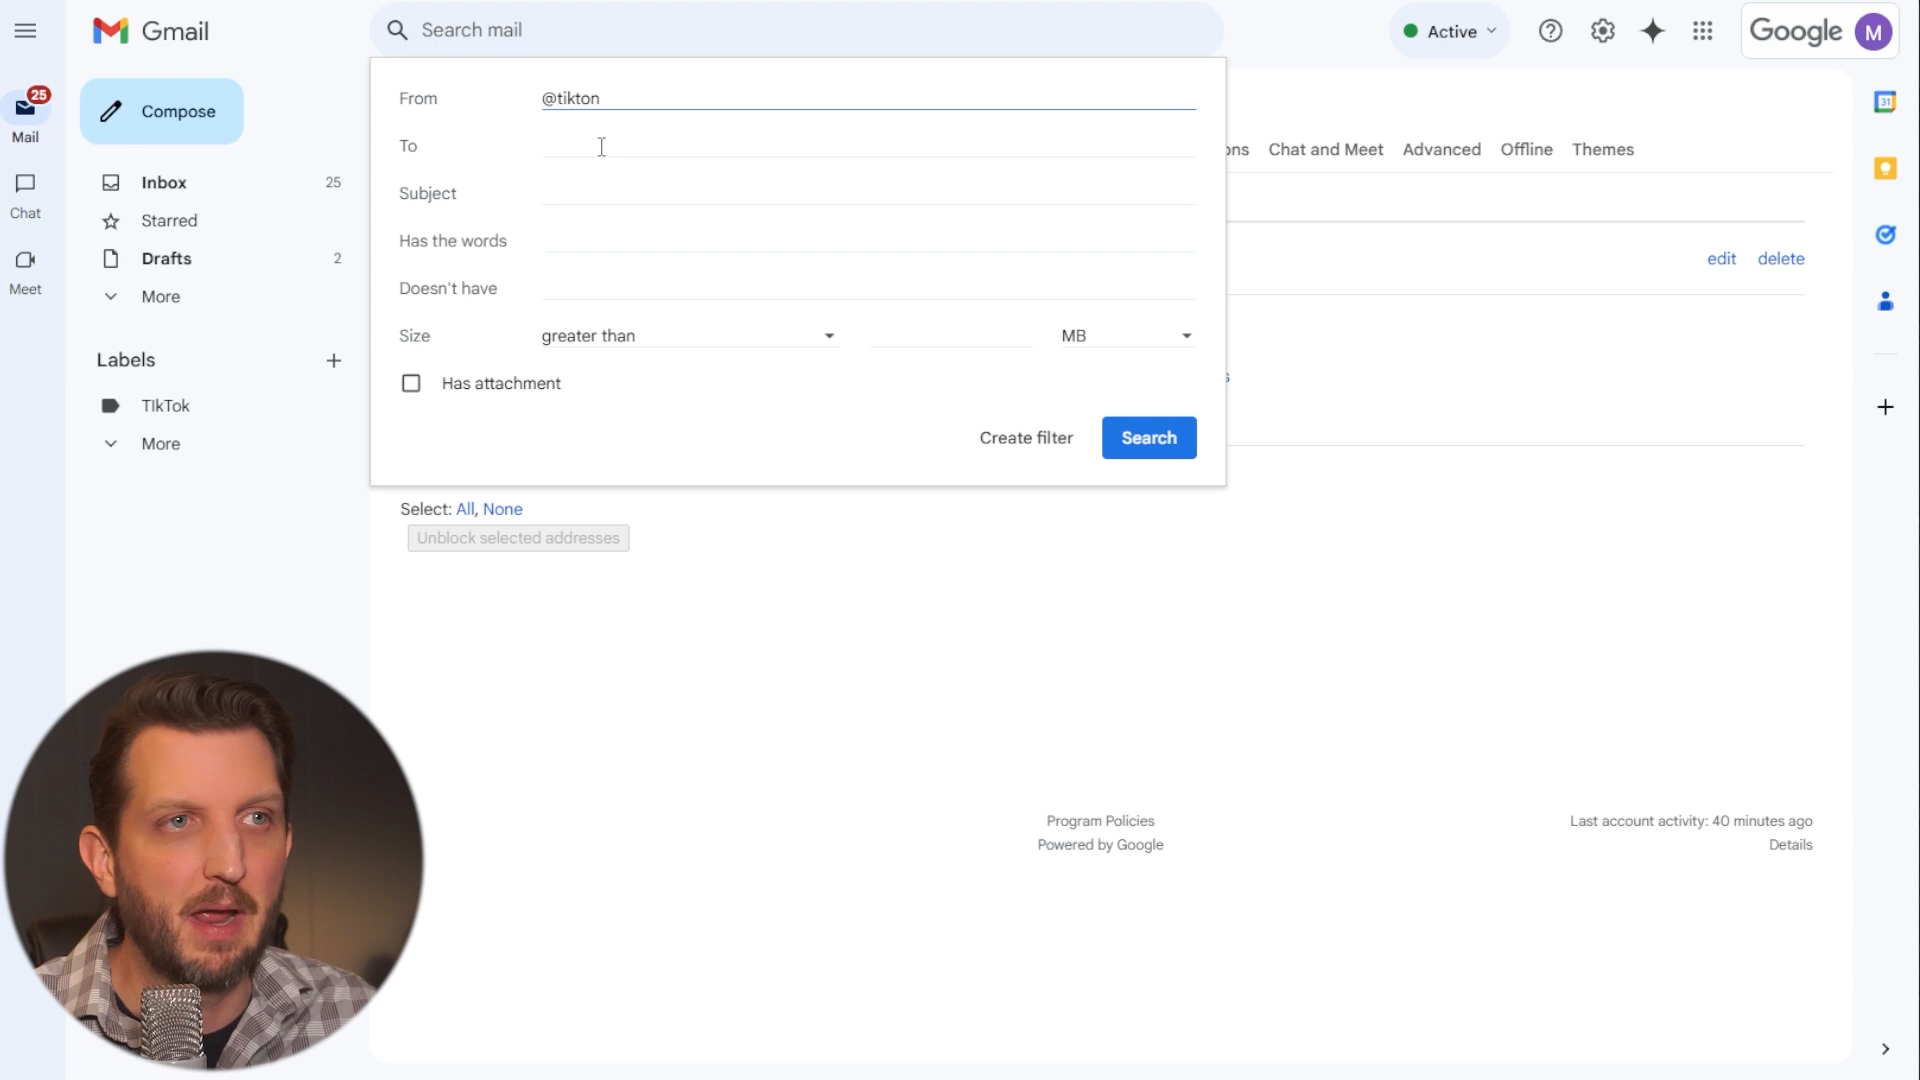 Gmail
Search mail
Active
Google
M
25
Mail
Chat
Meet
Compose
Inbox 25
Starred
Drafts 2
More
Labels
TIkTok
More
From @tikton
To
Subject
Has the words
Doesn't have
Size greater than MB
Has attachment
Create filter
Search
ons Chat and Meet Advanced Offline Themes
edit delete
s
31
Select: All, None
Unblock selected addresses
Program Policies
Powered by Google
Last account activity: 40 minutes ago
Details